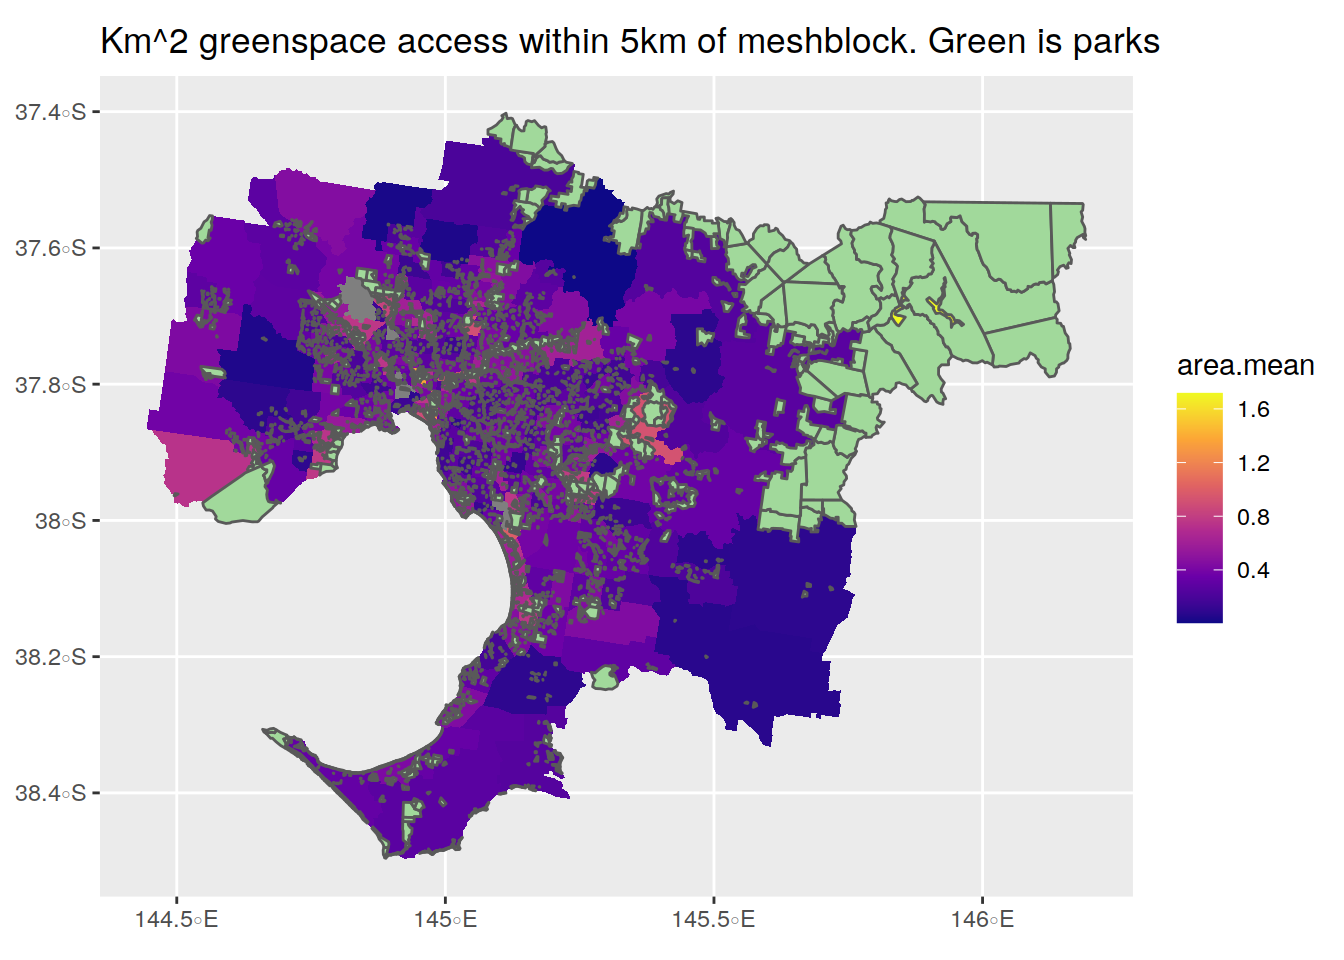 Km^2 greenspace access within 5km of meshblock. Green is parks
37.4°S
37.6°S
37.8°S
38°S
38.2°S
38.4°S
144.5°E
145°E
145.5°E
146°E
area.mean
1.6
1.2
0.8
0.4